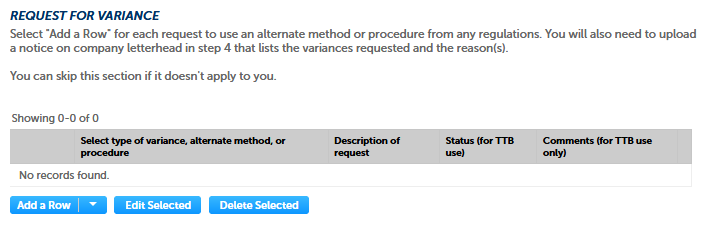 REQUEST FOR VARIANCE
Select "Add a Row" for each request to use an alternate method or procedure from any regulations. You will also need to upload
a notice on company letterhead in step 4 that lists the variances requested and the reason(s).
You can skip this section if it doesn't apply to you.
Showing 0-0 of 0
Select type of variance, alternate method, or
procedure
Description of
request
Status (for TTB
use)
Comments (for TTB use
only)
No records found.
Add a Row
Edit Selected
Delete Selected